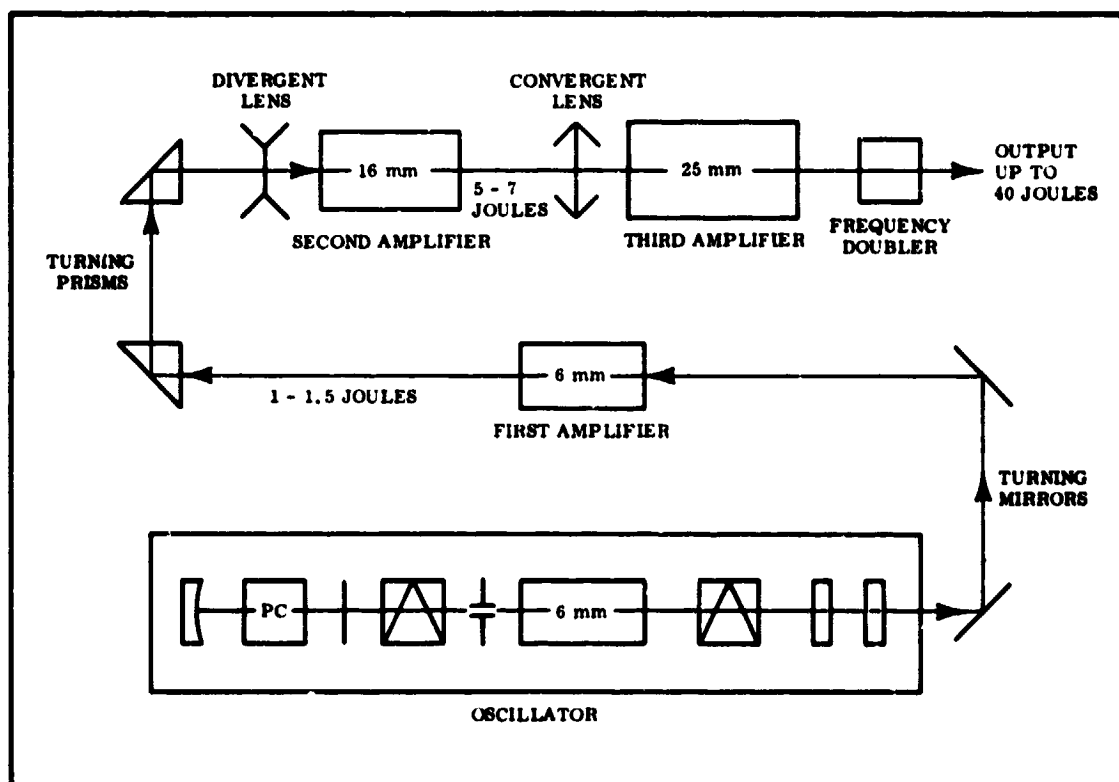 DIVERGENT
LENS
CONVERGENT
LENS
16 mm
5 - 7
JOULES
25 mm
OUTPUT
UP TO
40 JOULES
SECOND AMPLIFIER
THIRD AMPLIFIER
FREQUENCY
DOUBLER
TURNING
PRISMS
6 mm
1 - 1.5 JOULES
FIRST AMPLIFIER
TURNING
MIRRORS
PC
6 mm
OSCILLATOR